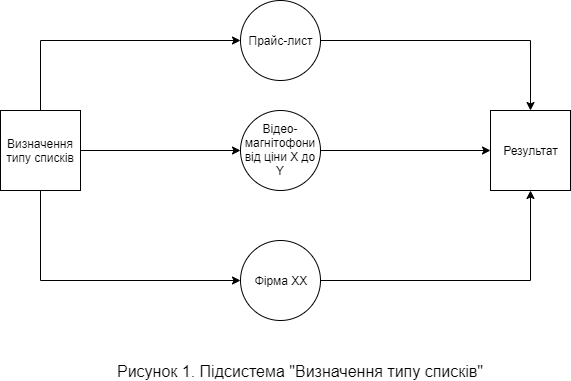 Прайс-лист
Визначення
типу списків
Відео-
магнітофони
від ціни X до
Y
Результат
Фірма XX
Рисунок 1. Підсистема "Визначення типу списків"